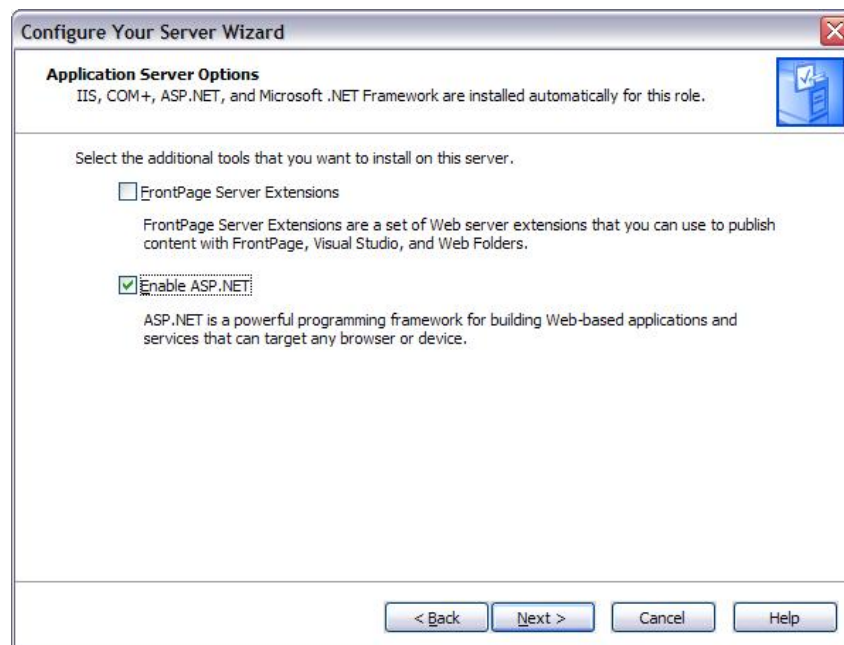 Configure Your Server Wizard
Application Server Options
IIS, COM+, ASP.NET, and Microsoft .NET Framework are installed automatically for this role.
Select the additional tools that you want to install on this server.
FrontPage Server Extensions
FrontPage Server Extensions are a set of Web server extensions that you can use to publish
content with FrontPage, Visual Studio, and Web Folders.
Enable ASP.NET
ASP.NET is a powerful programming framework for building Web-based applications and
services that can target any browser or device.
< Back
Next >
Cancel
Help